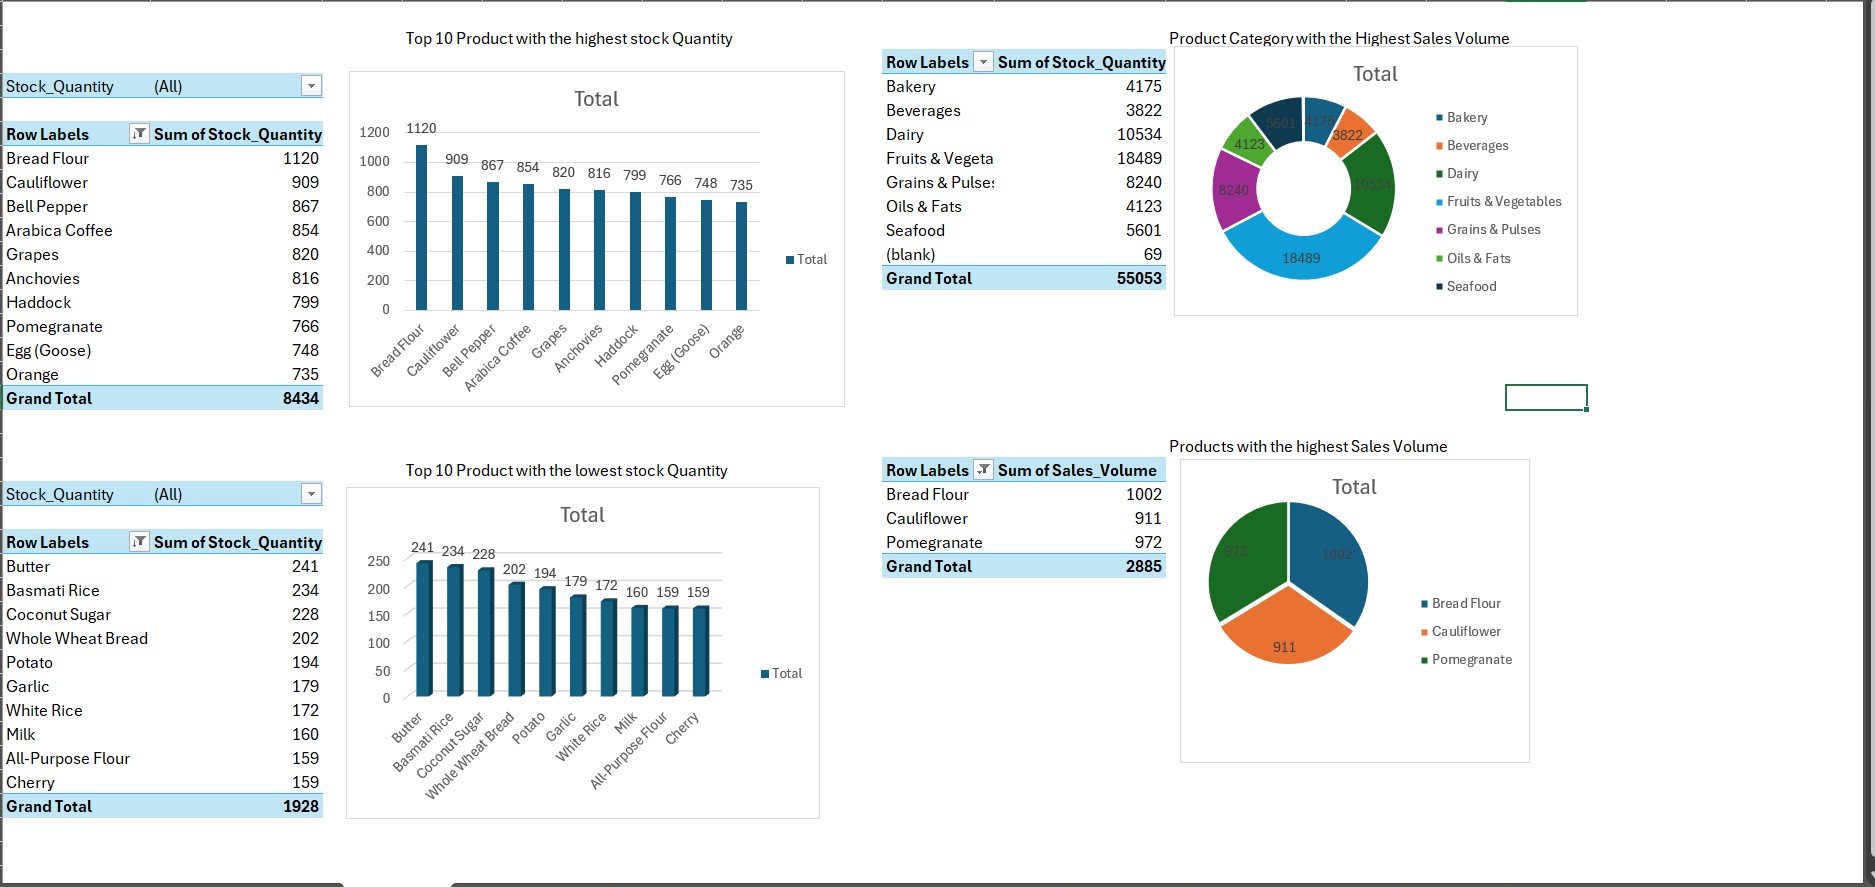 Top 10 Product with the highest stock Quantity
Stock_Quantity (All)
Row Labels Sum of Stock_Quantity
Bread Flour 1120
Cauliflower 909
Bell Pepper 867
Arabica Coffee 854
Grapes 820
Anchovies 816
Haddock 799
Pomegranate 766
Egg (Goose) 748
Orange 735
Grand Total 8434
Total
1200
1000
800
600
400
200
0
1120 909 867 854 820 816 799 766 748 735
Bread Flour
Cauliflower
Bell Pepper
Arabica Coffee
Grapes
Anchovies
Haddock
Pomegranate
Egg (Goose)
Orange
Total
Product Category with the Highest Sales Volume
Row Labels Sum of Stock_Quantity
Bakery 4175
Beverages 3822
Dairy 10534
Fruits & Vegeta 18489
Grains & Pulses 8240
Oils & Fats 4123
Seafood 5601
(blank) 69
Grand Total 55053
Total
5601 4175
3822
4123
10534
8240
18489
Bakery
Beverages
Dairy
Fruits & Vegetables
Grains & Pulses
Oils & Fats
Seafood
Top 10 Product with the lowest stock Quantity
Stock_Quantity (All)
Row Labels Sum of Stock_Quantity
Butter 241
Basmati Rice 234
Coconut Sugar 228
Whole Wheat Bread 202
Potato 194
Garlic 179
White Rice 172
Milk 160
All-Purpose Flour 159
Cherry 159
Grand Total 1928
Total
250
200
150
100
50
0
241 234 228 202 194 179 172 160 159 159
Butter
Basmati Rice
Coconut Sugar
Whole Wheat Bread
Potato
Garlic
White Rice
Milk
All-Purpose Flour
Cherry
Total
Products with the highest Sales Volume
Row Labels Sum of Sales_Volume
Bread Flour 1002
Cauliflower 911
Pomegranate 972
Grand Total 2885
Total
972 1002
911
Bread Flour
Cauliflower
Pomegranate